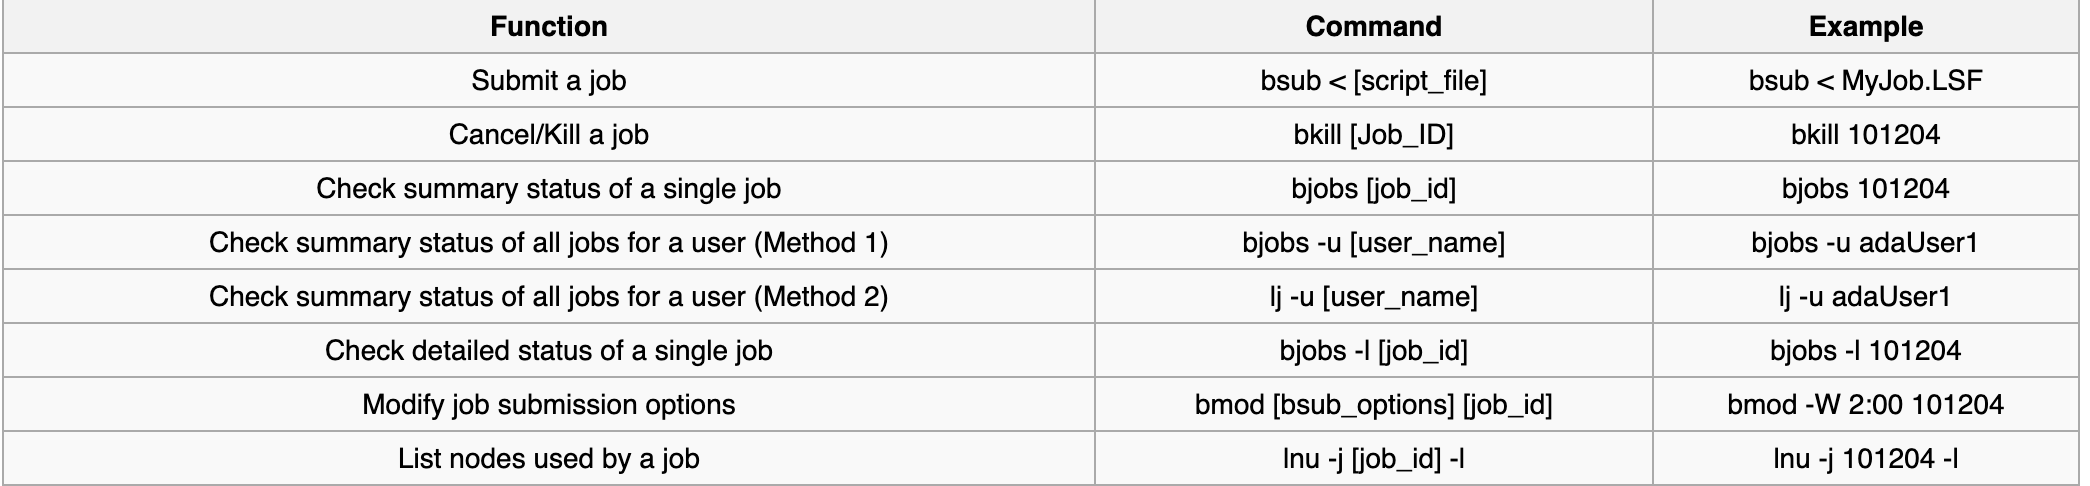 Function Command Example
Submit a job bsub < [script_file] bsub < MyJob.LSF
Cancel/Kill a job bkill [Job_ID] bkill 101204
Check summary status of a single job bjobs [job_id] bjobs 101204
Check summary status of all jobs for a user (Method 1) bjobs -u [user_name] bjobs -u adaUser1
Check summary status of all jobs for a user (Method 2) lj -u [user_name] lj -u adaUser1
Check detailed status of a single job bjobs -l [job_id] bjobs -l 101204
Modify job submission options bmod [bsub_options] [job_id] bmod -W 2:00 101204
List nodes used by a job lnu -j [job_id] -l lnu -j 101204 -l